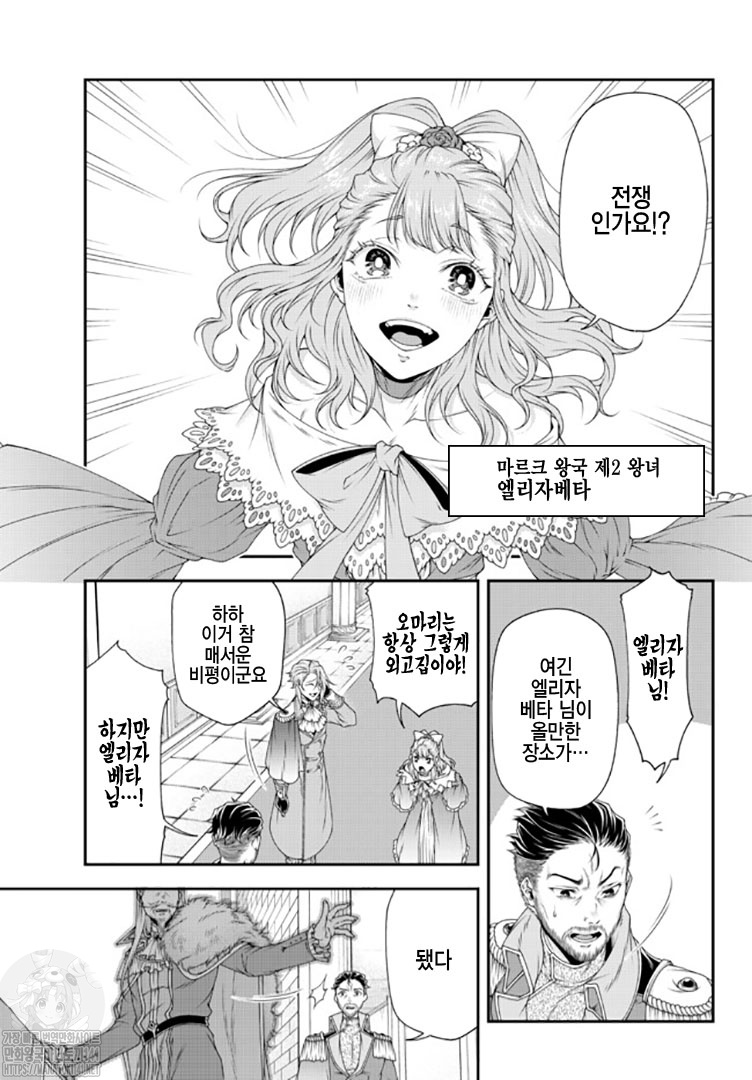 전쟁
인가요!?
마르크 왕국 제2 왕녀
엘리자베타
엘리자
베타
님!
여긴
엘리자
베타 님이
올만한
장소가…
오마리는
항상 그렇게
외고집이야!
하하
이거 참
매서운
비평이군요
하지만
엘리자
베타
님…!
됐다